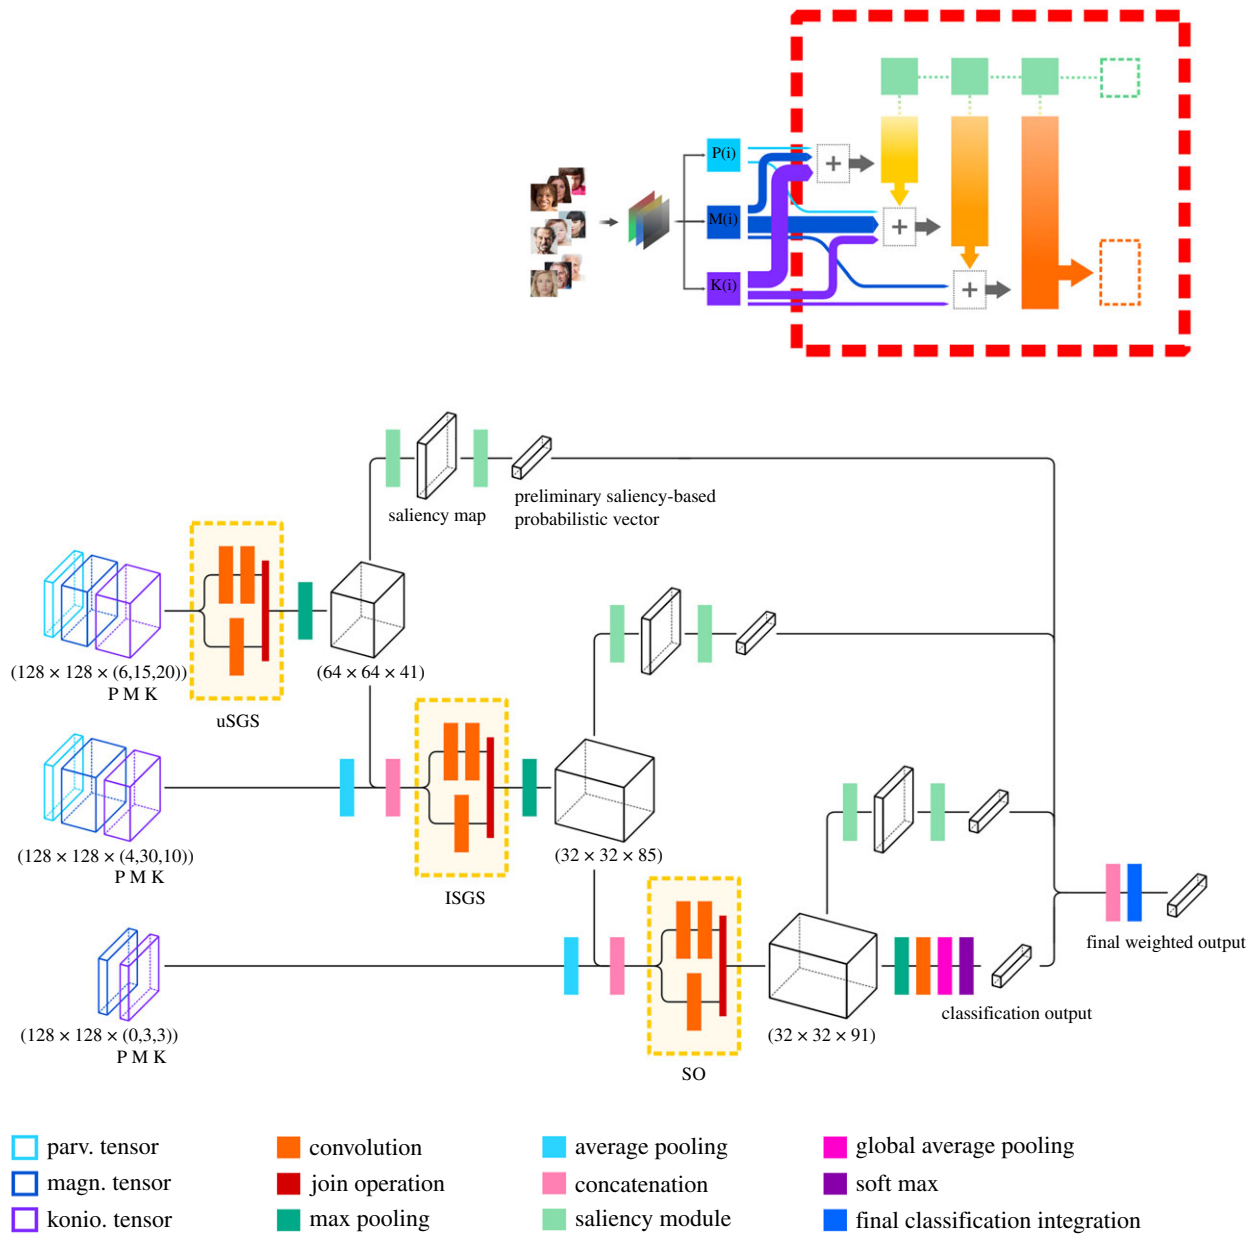 P(i)
+
M(i)
+
K(i)
+
saliency map
preliminary saliency-based
probabilistic vector
(128 × 128 × (6,15,20))
P M K
uSGS
(64 × 64 × 41)
(128 × 128 × (4,30,10))
P M K
ISGS
(32 × 32 × 85)
(128 × 128 × (0,3,3))
P M K
SO
(32 × 32 × 91)
classification output
final weighted output
parv. tensor
magn. tensor
konio. tensor
convolution
join operation
max pooling
average pooling
concatenation
saliency module
global average pooling
soft max
final classification integration